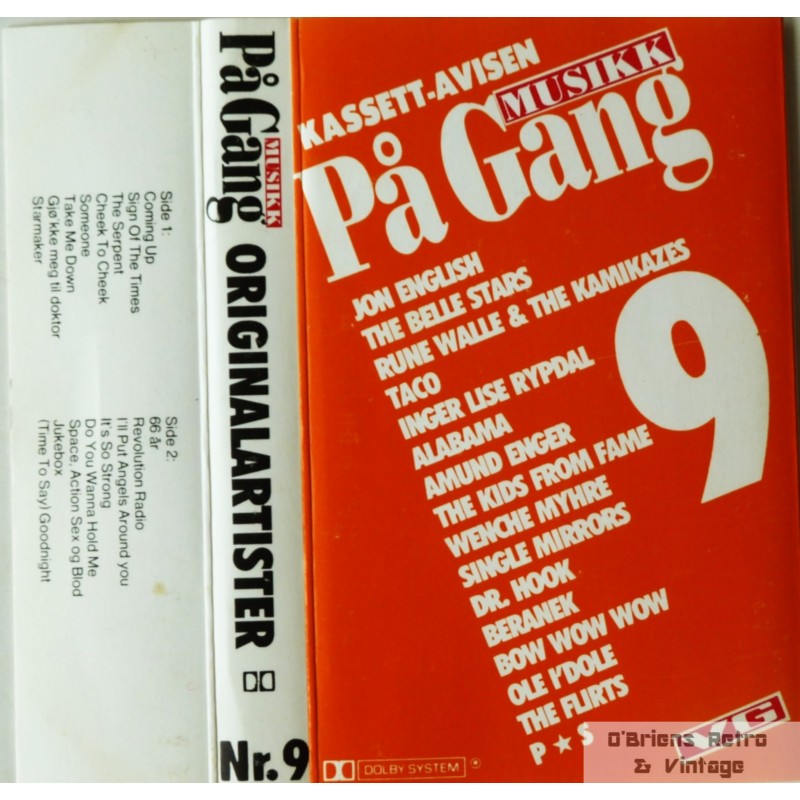 Side 1:
Coming Up
Sign Of The Times
The Serpent
Cheek To Cheek
Someone
Take Me Down
Gjø'kke meg til doktor
Starmaker
Side 2:
66 år
Revolution Radio
I'll Put Angels Around you
It's So Strong
Do You Wanna Hold Me
Space, Action Sex og Blod
Jukebox
(Time To Say) Goodnight
På Gang
MUSIKK
ORIGINALARTISTER
Nr. 9
KASSETT-AVISEN
MUSIKK
På Gang
9
JON ENGLISH
THE BELLE STARS
RUNE WALLE & THE KAMIKAZES
TACO
INGER LISE RYPDAL
ALABAMA
AMUND ENGER
THE KIDS FROM FAME
WENCHE MYHRE
SINGLE MIRRORS
DR. HOOK
BERANEK
BOW WOW WOW
OLE I'DOLE
THE FLIRTS
P★S
VG
DOLBY SYSTEM ®
O'Briens Retro
& Vintage